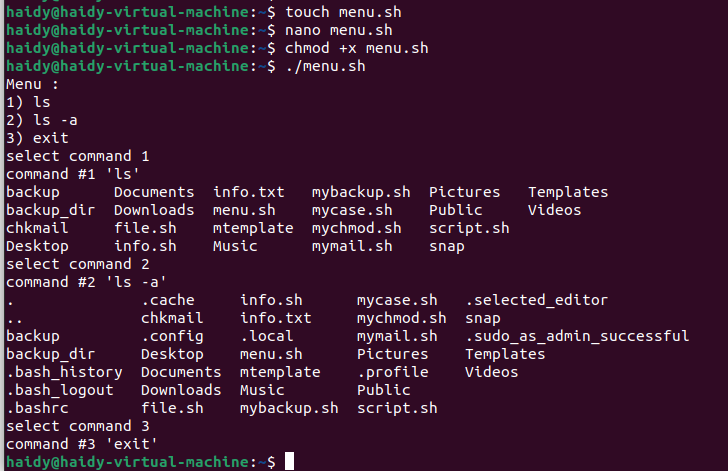 haidy@haidy-virtual-machine:~$ touch menu.sh
haidy@haidy-virtual-machine:~$ nano menu.sh
haidy@haidy-virtual-machine:~$ chmod +x menu.sh
haidy@haidy-virtual-machine:~$ ./menu.sh
Menu :
1) ls
2) ls -a
3) exit
select command 1
command #1 'ls'
backup      Documents  info.txt   mybackup.sh  Pictures   Templates
backup_dir  Downloads  menu.sh    mycase.sh    Public     Videos
chkmail     file.sh    mtemplate  mychmod.sh   script.sh
Desktop     info.sh    Music      mymail.sh    snap
select command 2
command #2 'ls -a'
.              .cache     info.sh      mycase.sh   .selected_editor
..             chkmail    info.txt     mychmod.sh  snap
backup         .config    .local       mymail.sh   .sudo_as_admin_successful
backup_dir     Desktop    menu.sh      Pictures    Templates
.bash_history  Documents  mtemplate    .profile    Videos
.bash_logout   Downloads  Music        Public
.bashrc        file.sh    mybackup.sh  script.sh
select command 3
command #3 'exit'
haidy@haidy-virtual-machine:~$